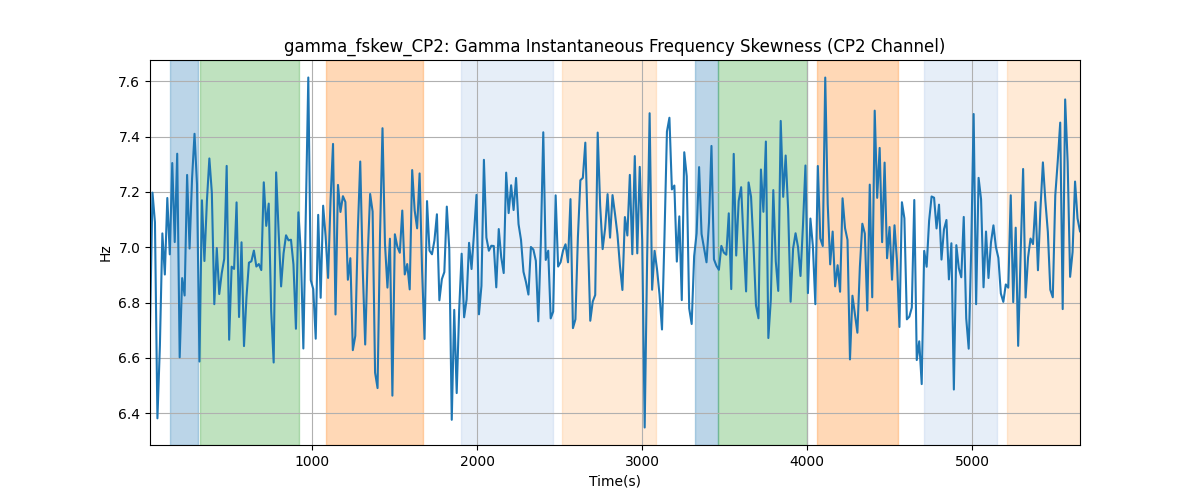 gamma_fskew_CP2: Gamma Instantaneous Frequency Skewness (CP2 Channel)
7.6
7.4
7.2
7.0
6.8
6.6
6.4
Hz
1000 2000 3000 4000 5000
Time(s)